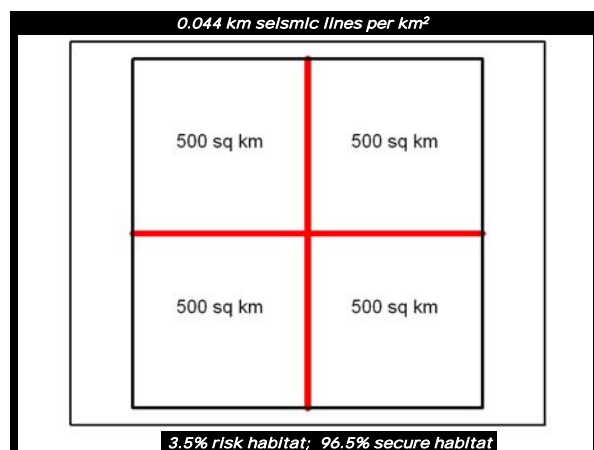 0.044 km seismic lines per km²
500 sq km 500 sq km
500 sq km 500 sq km
3.5% risk habitat; 96.5% secure habitat